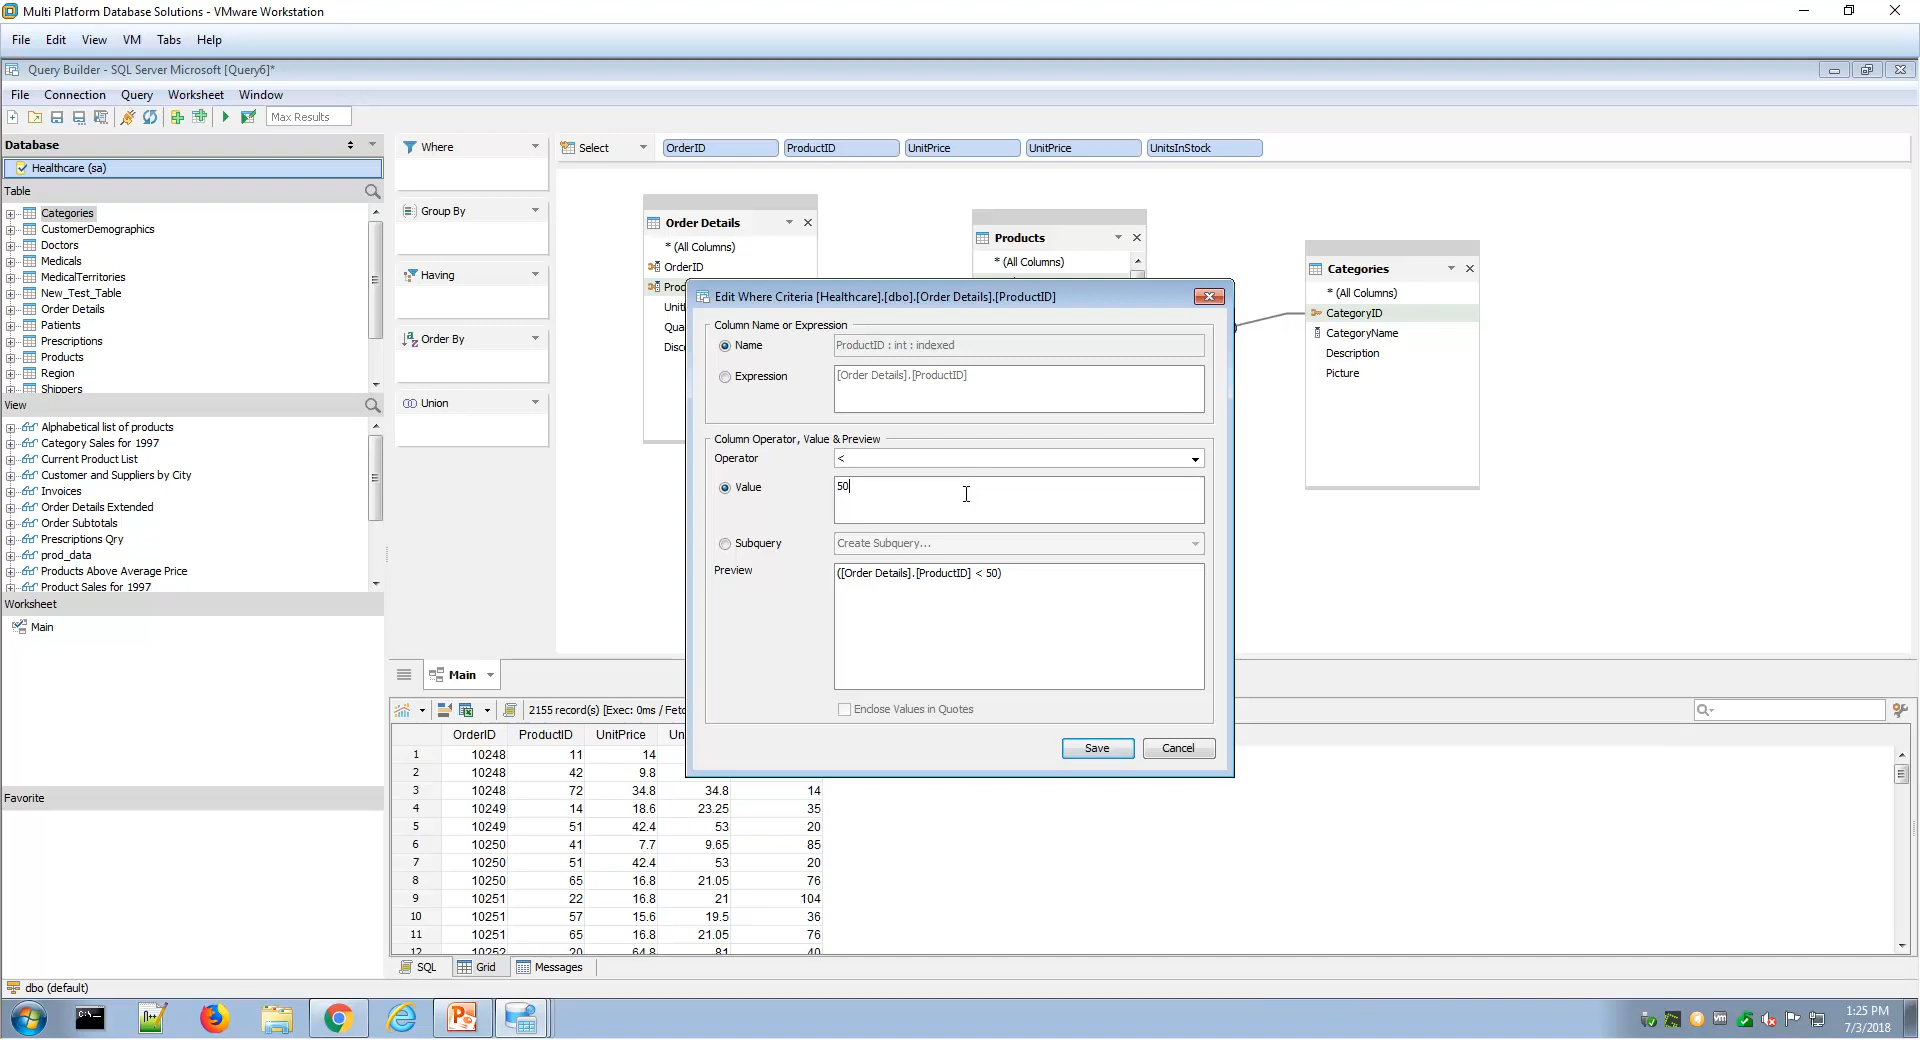 Multi Platform Database Solutions - VMware Workstation
File Edit View VM Tabs Help
Query Builder - SQL Server Microsoft [Query6]*
File Connection Query Worksheet Window
Max Results
Database
Healthcare (sa)
Table
Categories
CustomerDemographics
Doctors
Medicals
MedicalTerritories
New_Test_Table
Order Details
Patients
Prescriptions
Products
Region
Shippers
View
Alphabetical list of products
Category Sales for 1997
Current Product List
Customer and Suppliers by City
Invoices
Order Details Extended
Order Subtotals
Prescriptions Qry
prod_data
Products Above Average Price
Product Sales for 1997
Worksheet
Main
Favorite
dbo (default)
Where
Group By
Having
Order By
Union
Select OrderID ProductID UnitPrice UnitPrice UnitsInStock
Order Details
* (All Columns)
OrderID
Prod
Unit
Qua
Disc
Products
* (All Columns)
Categories
* (All Columns)
CategoryID
CategoryName
Description
Picture
Edit Where Criteria [Healthcare].[dbo].[Order Details].[ProductID]
Column Name or Expression
Name ProductID : int : indexed
Expression [Order Details].[ProductID]
Column Operator, Value & Preview
Operator <
Value 50
Subquery Create Subquery...
Preview ([Order Details].[ProductID] < 50)
Enclose Values in Quotes
Save Cancel
Main
2155 record(s) [Exec: 0ms / Fetc
OrderID ProductID UnitPrice Un
1 10248 11 14
2 10248 42 9.8
3 10248 72 34.8 34.8 14
4 10249 14 18.6 23.25 35
5 10249 51 42.4 53 20
6 10250 41 7.7 9.65 85
7 10250 51 42.4 53 20
8 10250 65 16.8 21.05 76
9 10251 22 16.8 21 104
10 10251 57 15.6 19.5 36
11 10251 65 16.8 21.05 76
12 10252 20 64.8 81 40
SQL Grid Messages
1:25 PM
7/3/2018